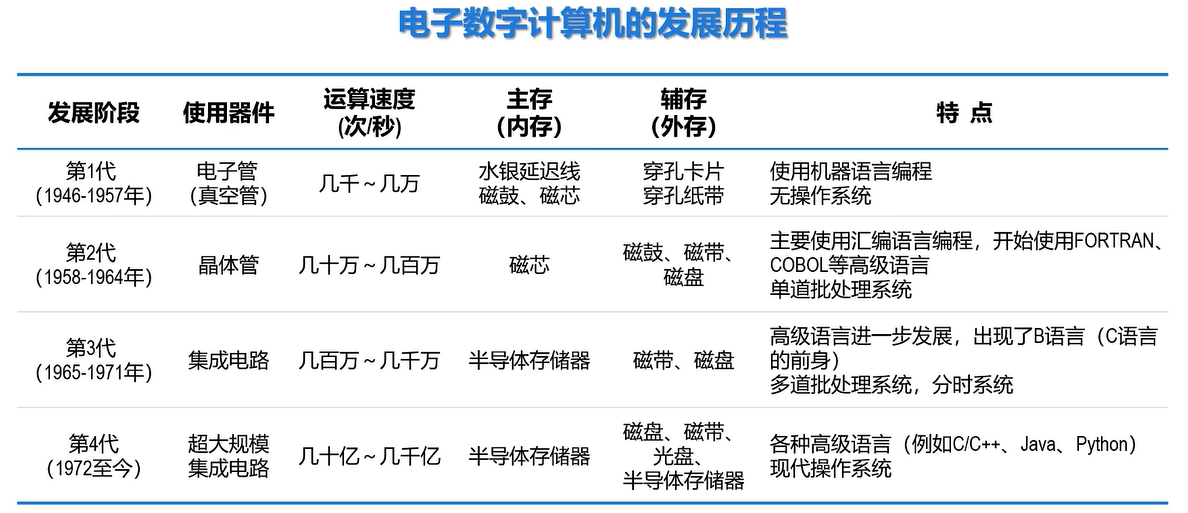 电子数字计算机的发展历程
发展阶段
使用器件
运算速度
(次/秒)
主存
（内存）
辅存
（外存）
特 点
第1代
（1946-1957年）
电子管
（真空管）
几千～几万
水银延迟线
磁鼓、磁芯
穿孔卡片
穿孔纸带
使用机器语言编程
无操作系统
第2代
（1958-1964年）
晶体管
几十万～几百万
磁芯
磁鼓、磁带、
磁盘
主要使用汇编语言编程，开始使用FORTRAN、
COBOL等高级语言
单道批处理系统
第3代
（1965-1971年）
集成电路
几百万～几千万
半导体存储器
磁带、磁盘
高级语言进一步发展，出现了B语言（C语言
的前身）
多道批处理系统，分时系统
第4代
（1972至今）
超大规模
集成电路
几十亿～几千亿
半导体存储器
磁盘、磁带、
光盘、
半导体存储器
各种高级语言（例如C/C++、Java、Python）
现代操作系统